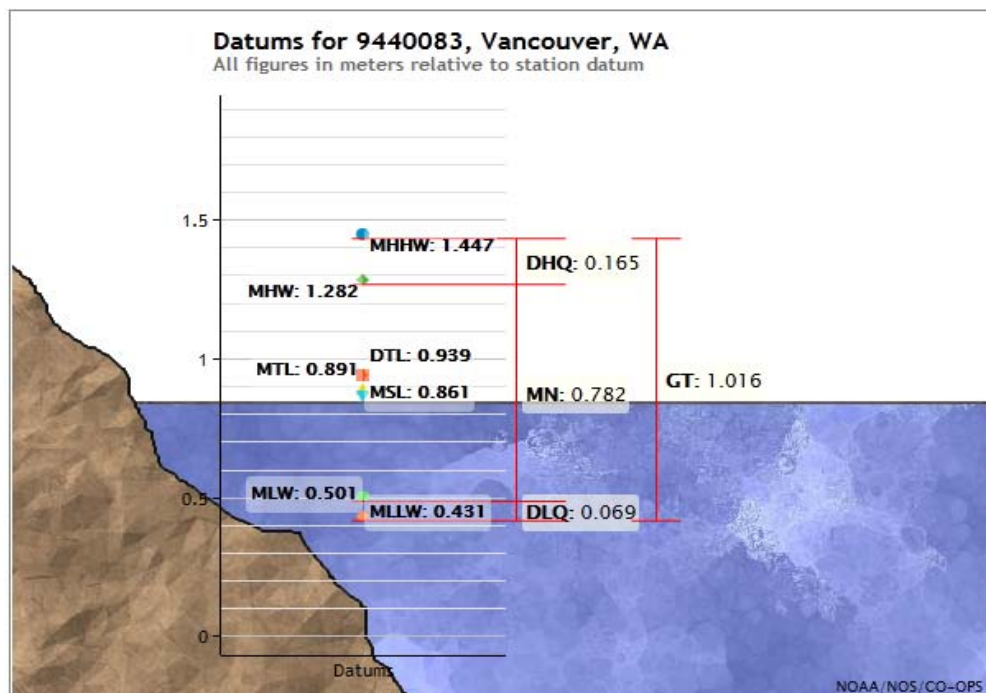 Datums for 9440083, Vancouver, WA
All figures in meters relative to station datum
1.5
MHHW: 1.447
DHQ: 0.165
MHW: 1.282
1
DTL: 0.939
MTL: 0.891
GT: 1.016
MSL: 0.861
MN: 0.782
0.5
MLW: 0.501
MLLW: 0.431
DLQ: 0.069
0
Datums
NOAA/NOS/CO-OPS